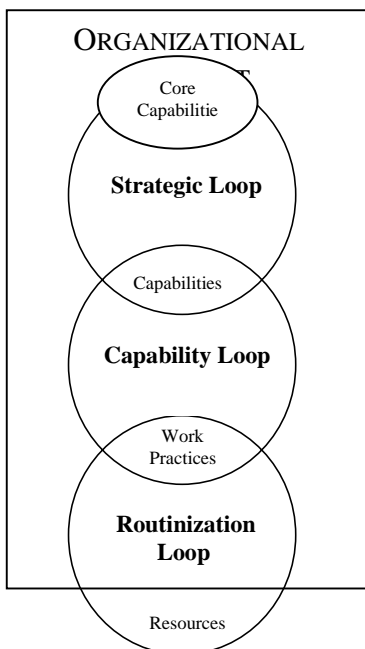 ORGANIZATIONAL
Core
Capabilitie
Strategic Loop
Capabilities
Capability Loop
Work
Practices
Routinization
Loop
Resources